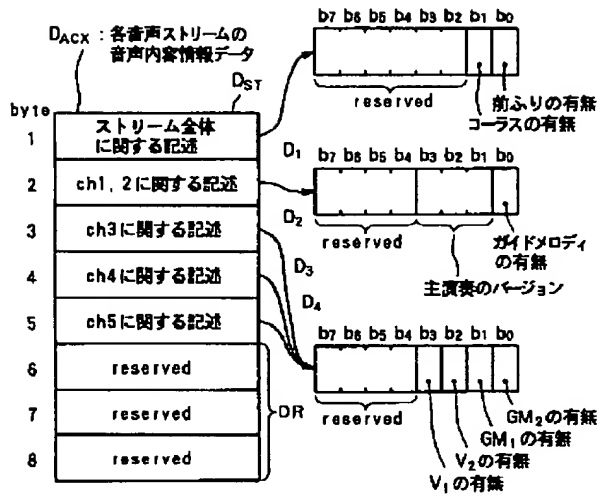 DACX : 各音声ストリームの
音声内容情報データ
DST
byte
1 ストリーム全体
に関する記述
2 ch1, 2に関する記述
3 ch3に関する記述
4 ch4に関する記述
5 ch5に関する記述
6 reserved
7 reserved
8 reserved
DR
D1
D2
D3
D4
b7 b6 b5 b4 b3 b2 b1 b0
reserved
前ふりの有無
コーラスの有無
b7 b6 b5 b4 b3 b2 b1 b0
reserved
ガイドメロディ
の有無
主演奏のバージョン
b7 b6 b5 b4 b3 b2 b1 b0
reserved
GM2の有無
GM1の有無
V2の有無
V1の有無